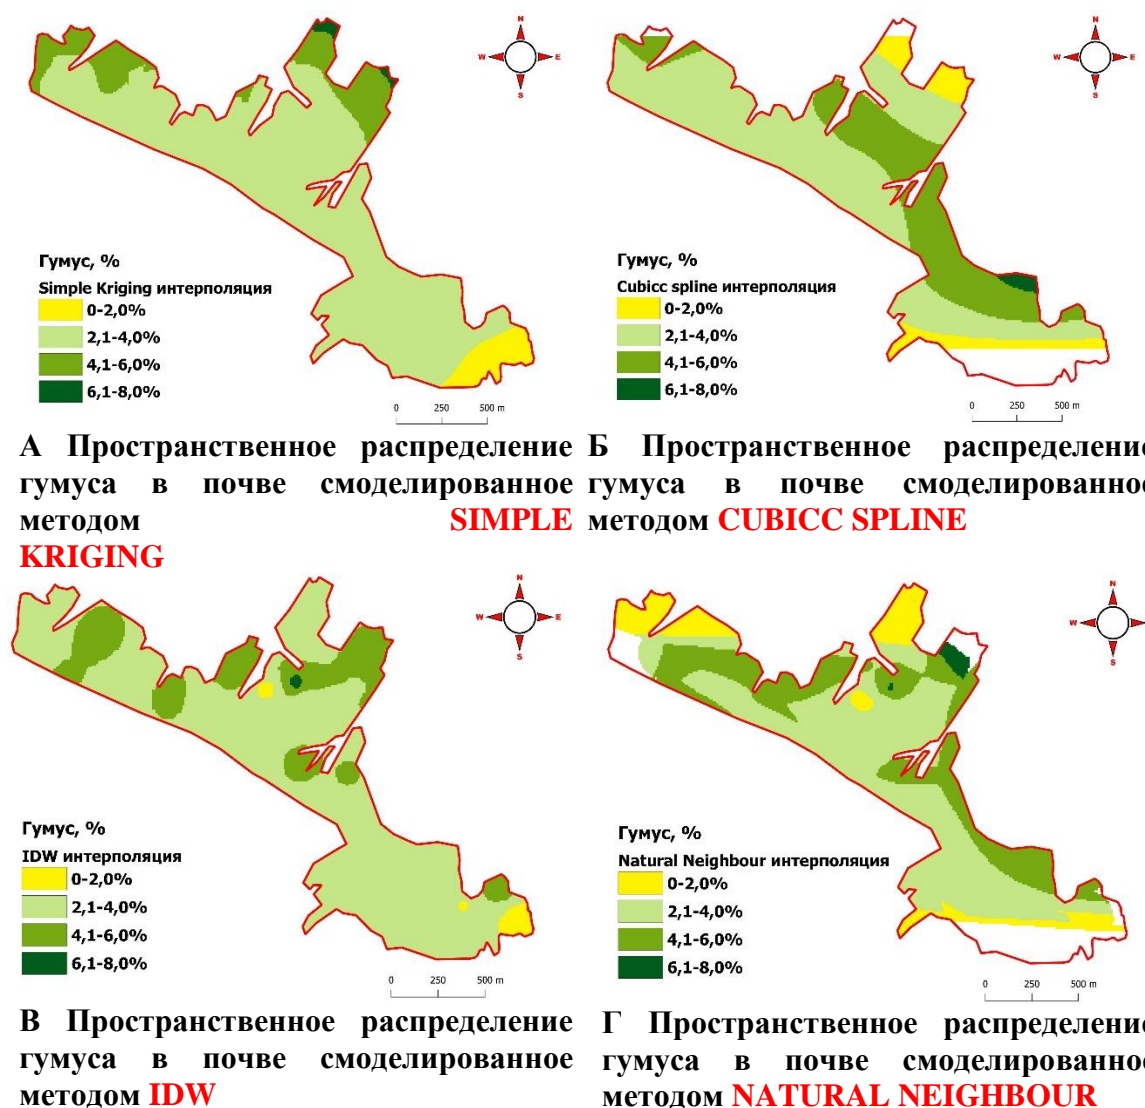 N
W E
S
Гумус, %
Simple Kriging интерполяция
0-2,0%
2,1-4,0%
4,1-6,0%
6,1-8,0%
0 250 500 m
А Пространственное распределение
гумуса в почве смоделированное
методом SIMPLE
KRIGING
N
W E
S
Гумус, %
Cubicc spline интерполяция
0-2,0%
2,1-4,0%
4,1-6,0%
6,1-8,0%
0 250 500 m
Б Пространственное распределение
гумуса в почве смоделированное
методом CUBICC SPLINE
N
W E
S
Гумус, %
IDW интерполяция
0-2,0%
2,1-4,0%
4,1-6,0%
6,1-8,0%
0 250 500 m
В Пространственное распределение
гумуса в почве смоделированное
методом IDW
N
W
S
Гумус, %
Natural Neighbour интерполяция
0-2,0%
2,1-4,0%
4,1-6,0%
6,1-8,0%
0 250 500 m
Г Пространственное распределение
гумуса в почве смоделированное
методом NATURAL NEIGHBOUR